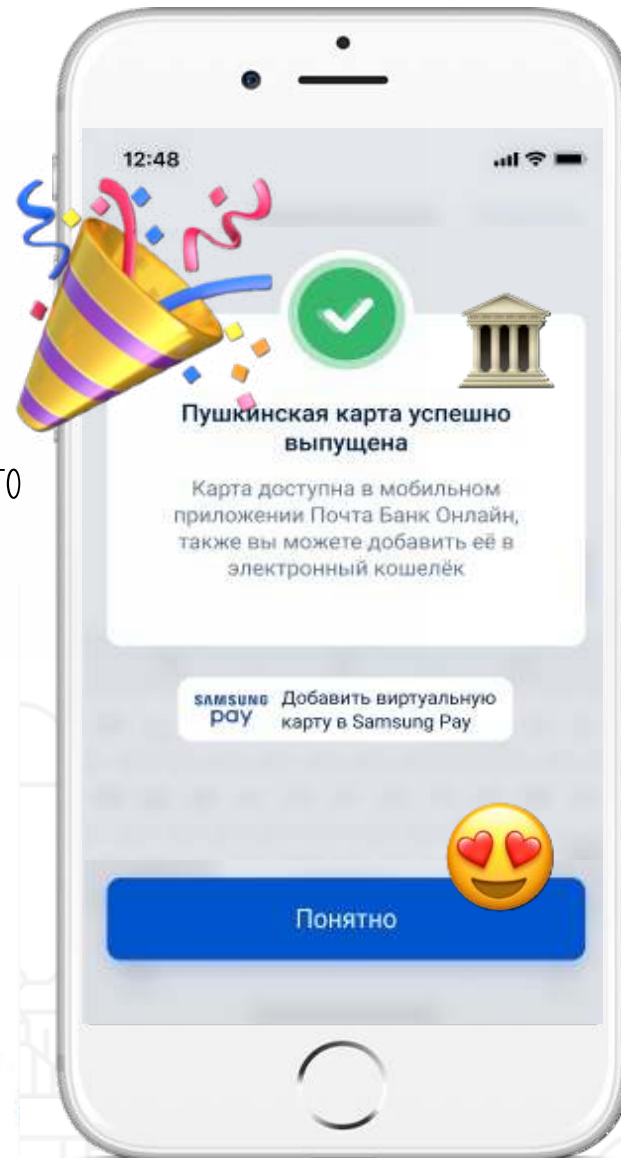 12:48
Пушкинская карта успешно
выпущена
то
Карта доступна в мобильном
приложении Почта Банк Онлайн,
также вы можете добавить её в
электронный кошелёк
SAMSUNG Добавить виртуальную
pay карту в Samsung Pay
Понятно